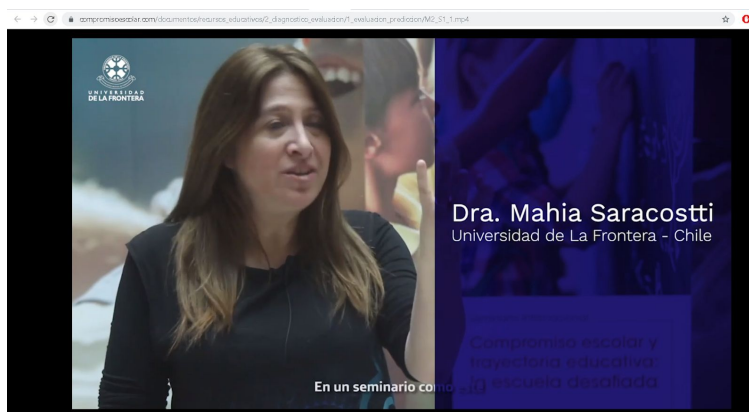 compromisoescolar.com/documentos/recursos_educativos/2_diagnostico_evaluacion/1_evaluacion_prediccion/M2_S1_1.mp4
UNIVERSIDAD
DE LA FRONTERA
Dra. Mahia Saracostti
Universidad de La Frontera - Chile
Compromiso escolar y
trayectoria educativa:
la escuela desafiada
En un seminario como